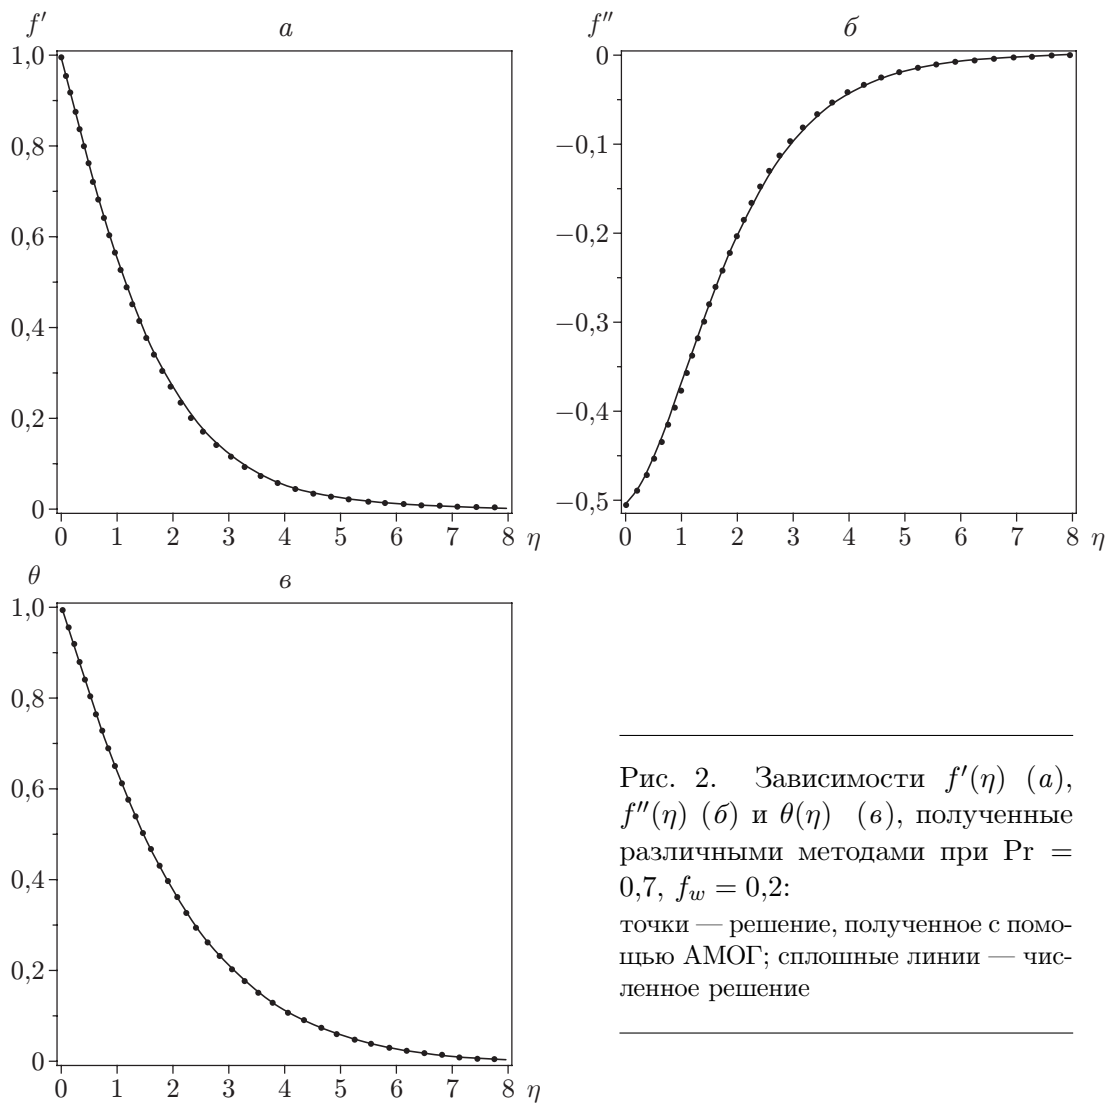 f′ а
1,0
0,8
0,6
0,4
0,2
0
0 1 2 3 4 5 6 7 8 η
f″ б
0
−0,1
−0,2
−0,3
−0,4
−0,5
0 1 2 3 4 5 6 7 8 η
θ в
1,0
0,8
0,6
0,4
0,2
0
0 1 2 3 4 5 6 7 8 η
Рис. 2. Зависимости f′(η) (а),
f″(η) (б) и θ(η) (в), полученные
различными методами при Pr =
0,7, f_w = 0,2:
точки — решение, полученное с помо-
щью АМОГ; сплошные линии — чис-
ленное решение